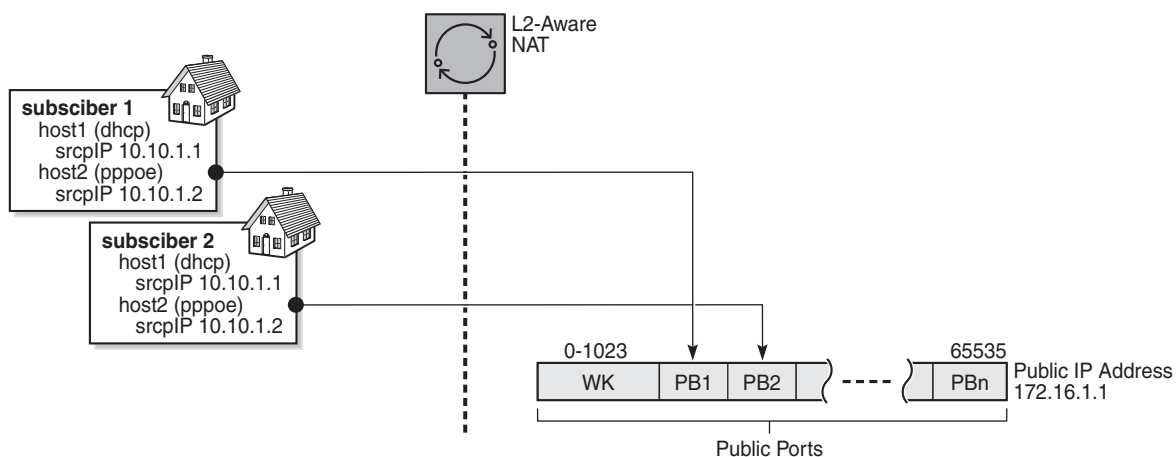 L2-Aware
NAT
subsciber 1
host1 (dhcp)
srcpIP 10.10.1.1
host2 (pppoe)
srcpIP 10.10.1.2
subsciber 2
host1 (dhcp)
srcpIP 10.10.1.1
host2 (pppoe)
srcpIP 10.10.1.2
0-1023
65535
WK
PB1
PB2
PBn
Public IP Address
172.16.1.1
Public Ports